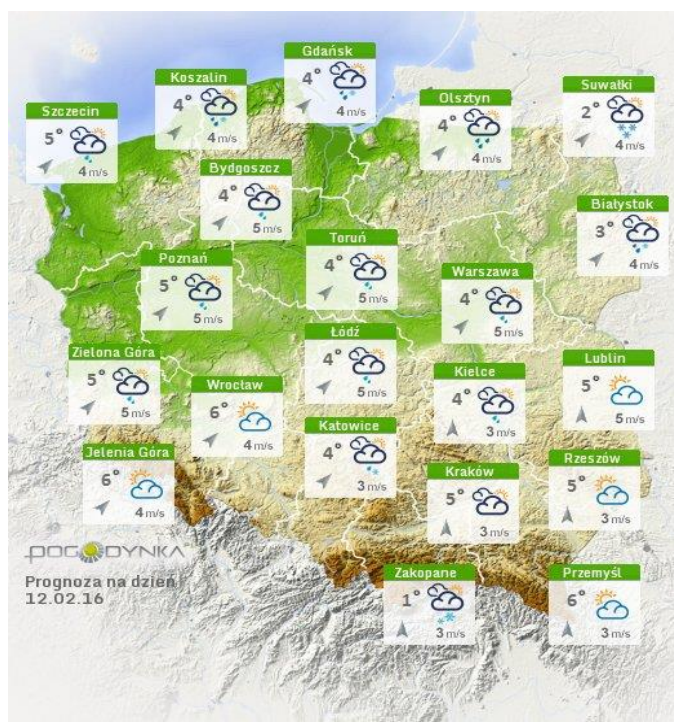 Gdańsk
4°
4 m/s
Koszalin
4°
4 m/s
Suwałki
2°
4 m/s
Olsztyn
4°
4 m/s
Szczecin
5°
4 m/s
Bydgoszcz
4°
5 m/s
Białystok
3°
4 m/s
Toruń
4°
5 m/s
Poznań
5°
5 m/s
Warszawa
4°
5 m/s
Łódź
4°
5 m/s
Zielona Góra
5°
5 m/s
Lublin
5°
5 m/s
Kielce
4°
3 m/s
Wrocław
6°
4 m/s
Katowice
4°
3 m/s
Jelenia Góra
6°
4 m/s
Rzeszów
5°
3 m/s
Kraków
5°
3 m/s
POGODYNKA
Prognoza na dzień
12.02.16
Zakopane
1°
3 m/s
Przemyśl
6°
3 m/s